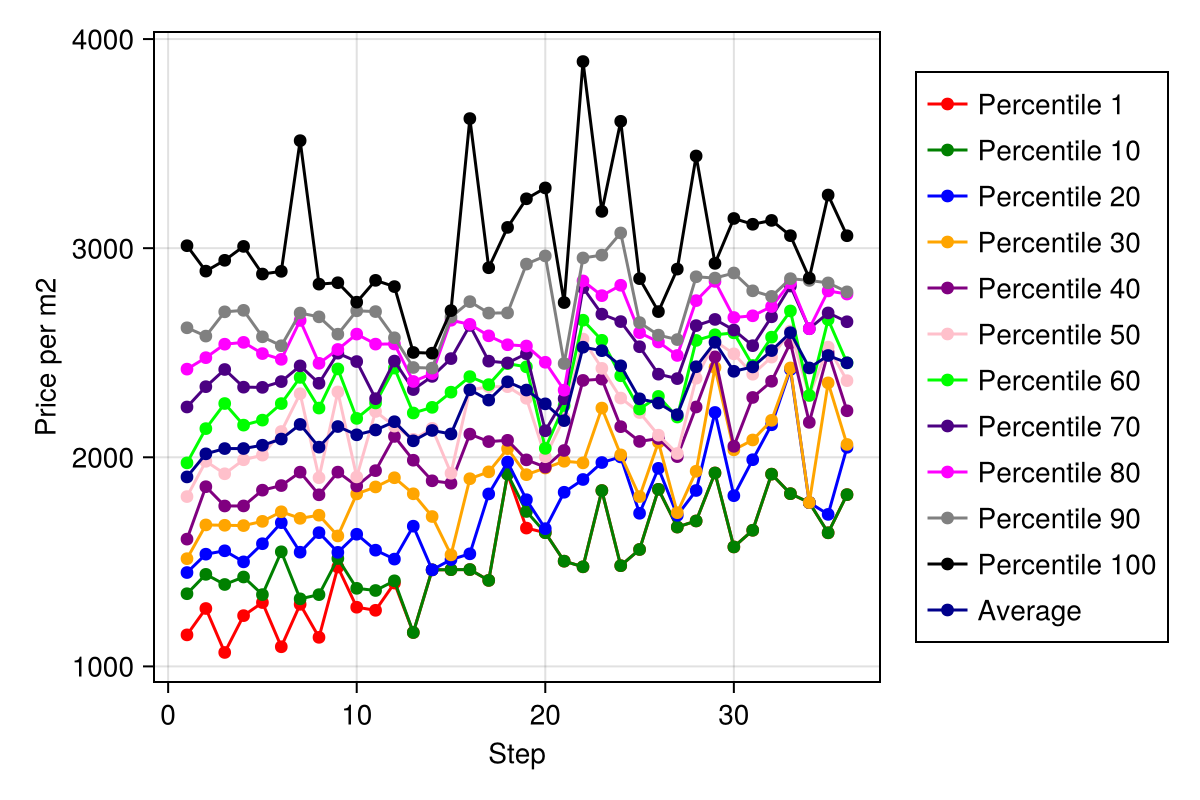 4000
3000
2000
1000
Price per m2
0 10 20 30
Step
Percentile 1
Percentile 10
Percentile 20
Percentile 30
Percentile 40
Percentile 50
Percentile 60
Percentile 70
Percentile 80
Percentile 90
Percentile 100
Average